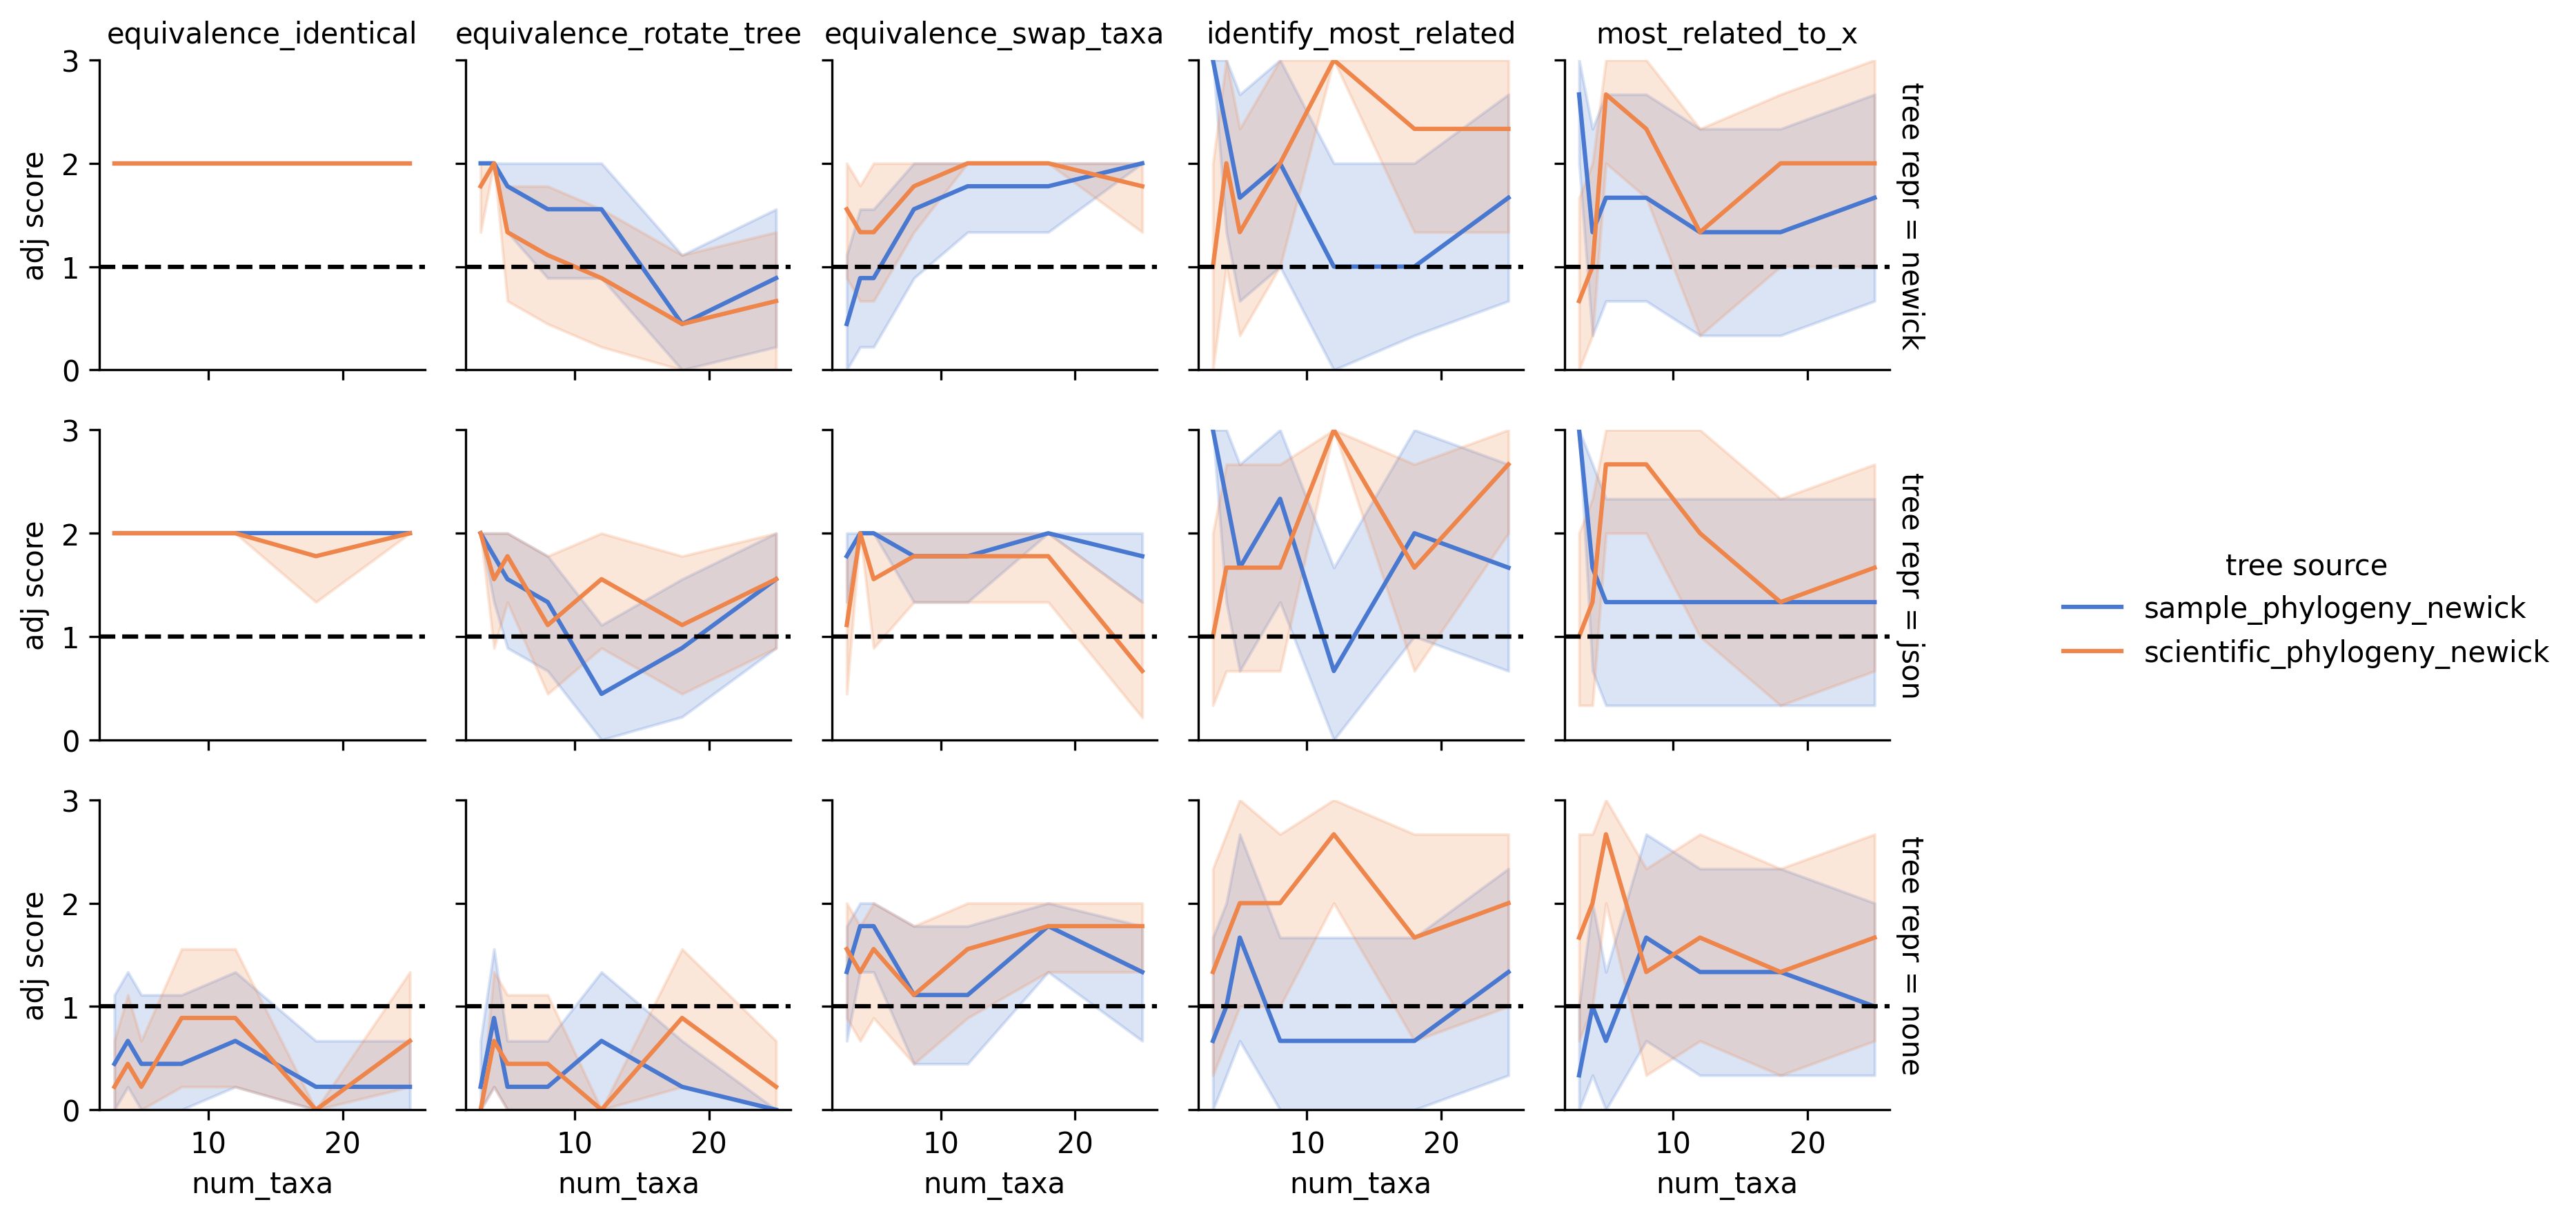 equivalence_identical
equivalence_rotate_tree
equivalence_swap_taxa
identify_most_related
most_related_to_x
3
2
1
0
adj score
tree repr = newick
3
2
1
0
adj score
tree repr = json
tree source
sample_phylogeny_newick
scientific_phylogeny_newick
3
2
1
0
adj score
tree repr = none
10 20
10 20
10 20
10 20
10 20
num_taxa
num_taxa
num_taxa
num_taxa
num_taxa